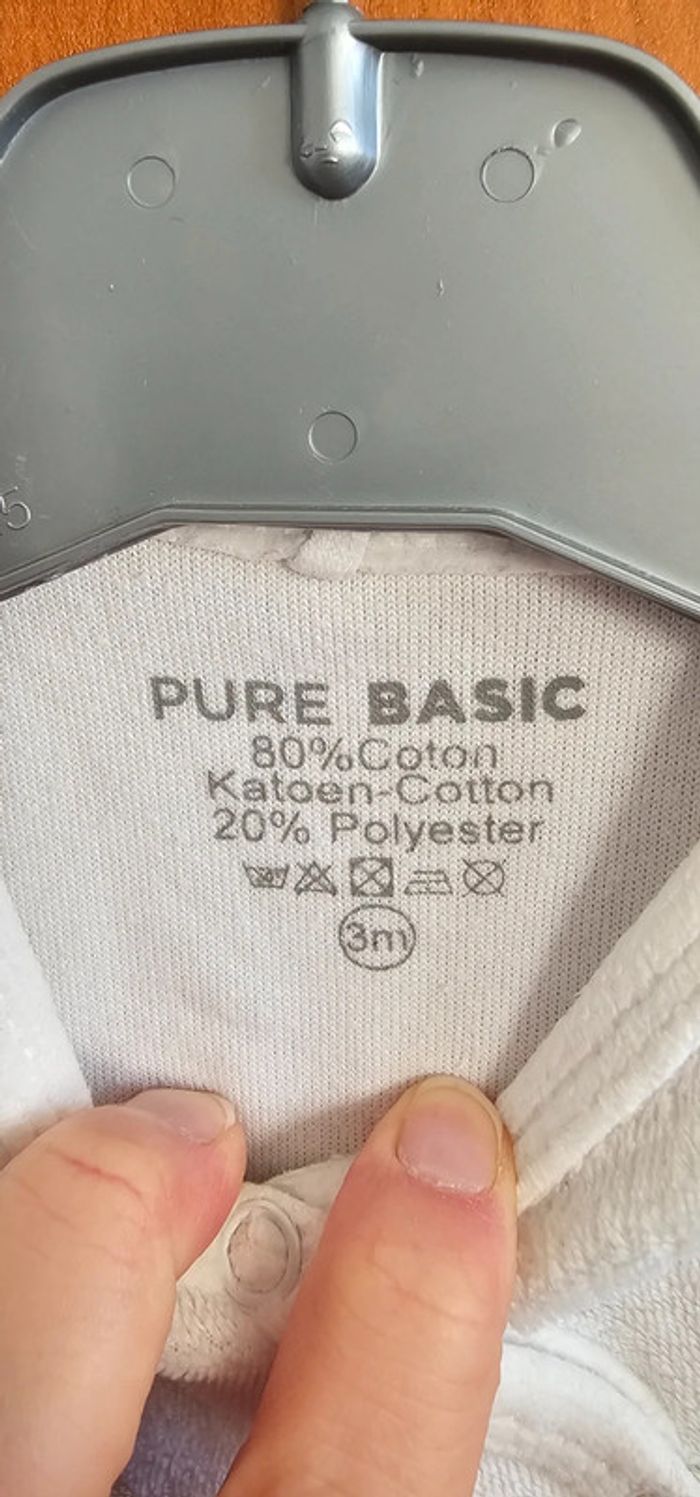 PURE BASIC
80%Coton
Katoen-Cotton
20% Polyester
3m